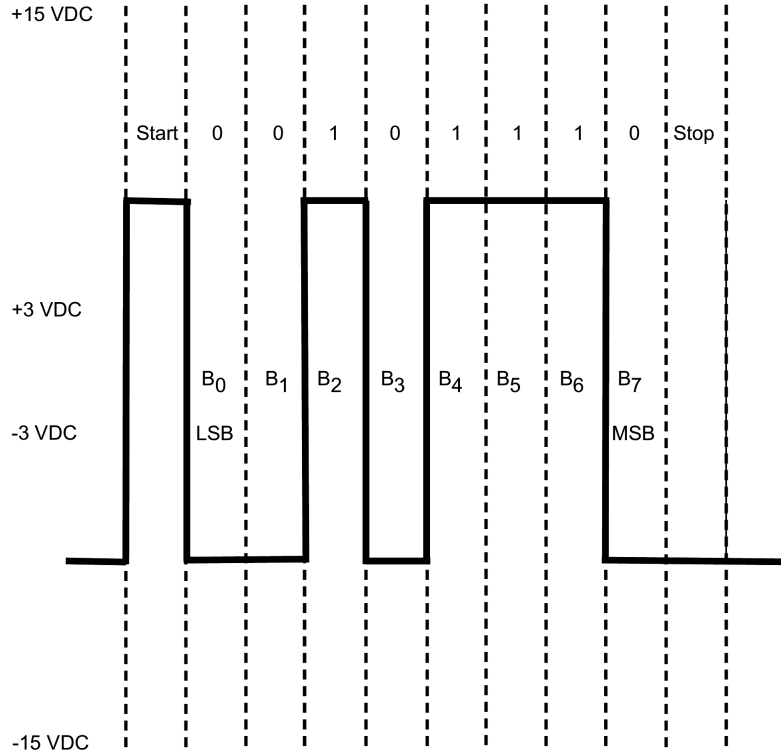 +15 VDC
Start 0 0 1 0 1 1 1 0 Stop
+3 VDC
B0 B1 B2 B3 B4 B5 B6 B7
-3 VDC LSB MSB
-15 VDC